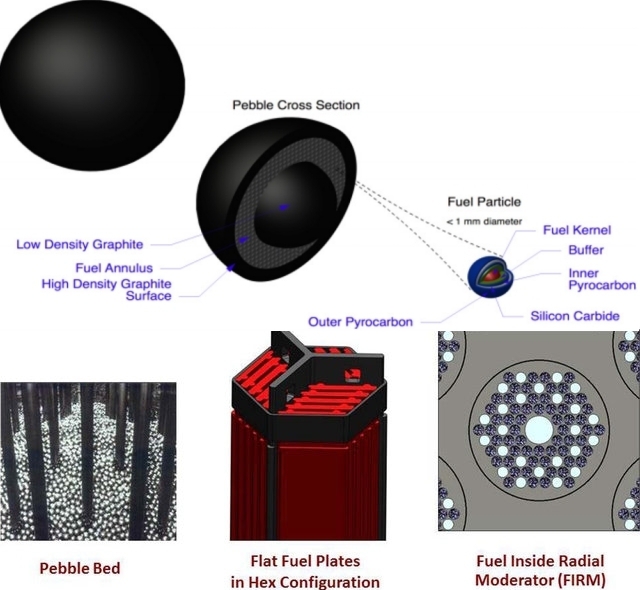 Pebble Cross Section
Fuel Particle
< 1 mm diameter
Fuel Kernel
Low Density Graphite
Buffer
Fuel Annulus
Inner
Pyrocarbon
High Density Graphite
Surface
Silicon Carbide
Outer Pyrocarbon
Pebble Bed
Flat Fuel Plates
in Hex Configuration
Fuel Inside Radial
Moderator (FIRM)